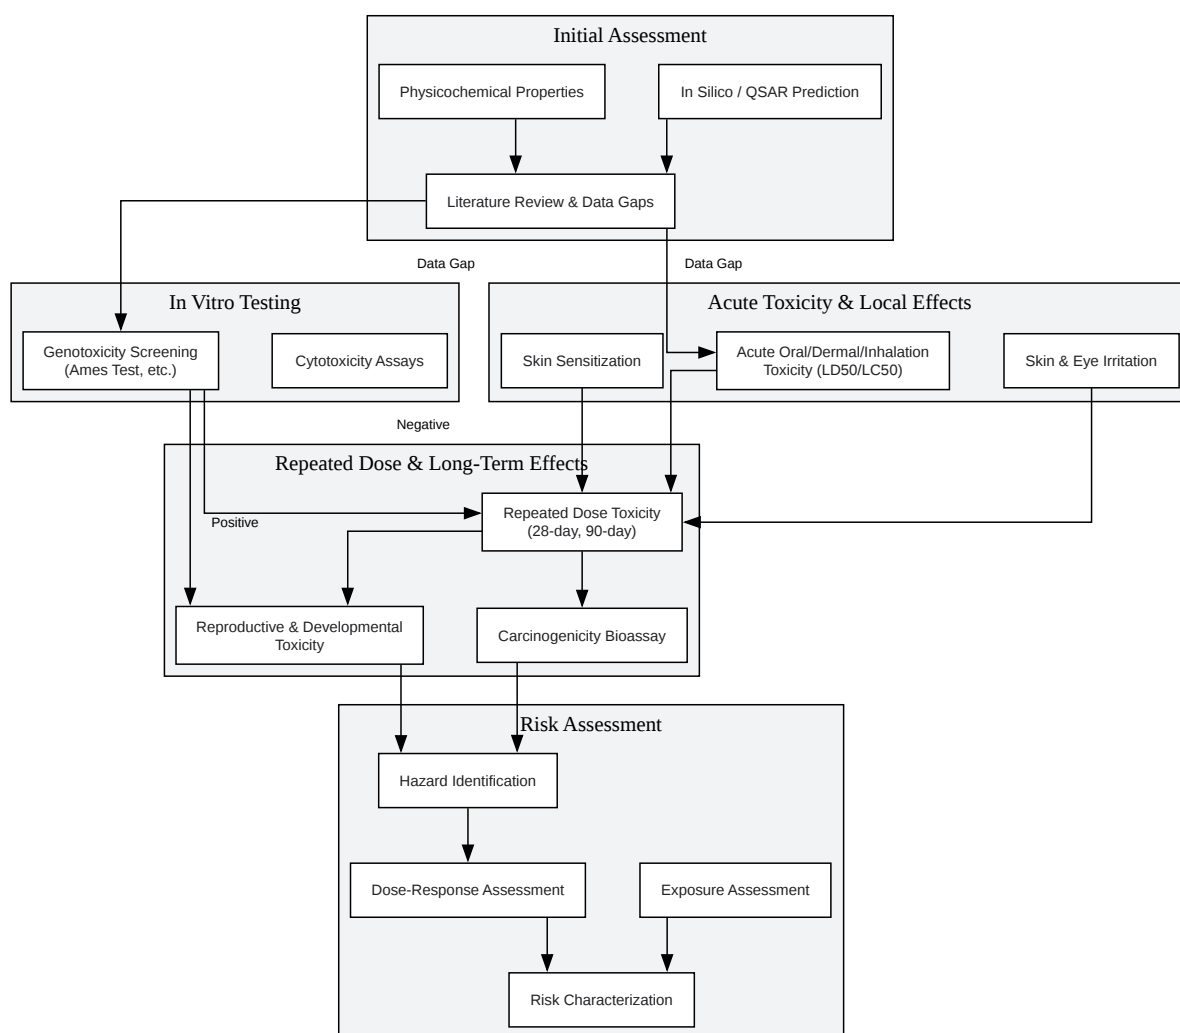 Initial Assessment
Physicochemical Properties
In Silico / QSAR Prediction
Literature Review & Data Gaps
Data Gap
Data Gap
In Vitro Testing
Genotoxicity Screening
(Ames Test, etc.)
Cytotoxicity Assays
Acute Toxicity & Local Effects
Skin Sensitization
Acute Oral/Dermal/Inhalation
Toxicity (LD50/LC50)
Skin & Eye Irritation
Negative
Repeated Dose & Long-Term Effects
Positive
Repeated Dose Toxicity
(28-day, 90-day)
Reproductive & Developmental
Toxicity
Carcinogenicity Bioassay
Risk Assessment
Hazard Identification
Dose-Response Assessment
Exposure Assessment
Risk Characterization